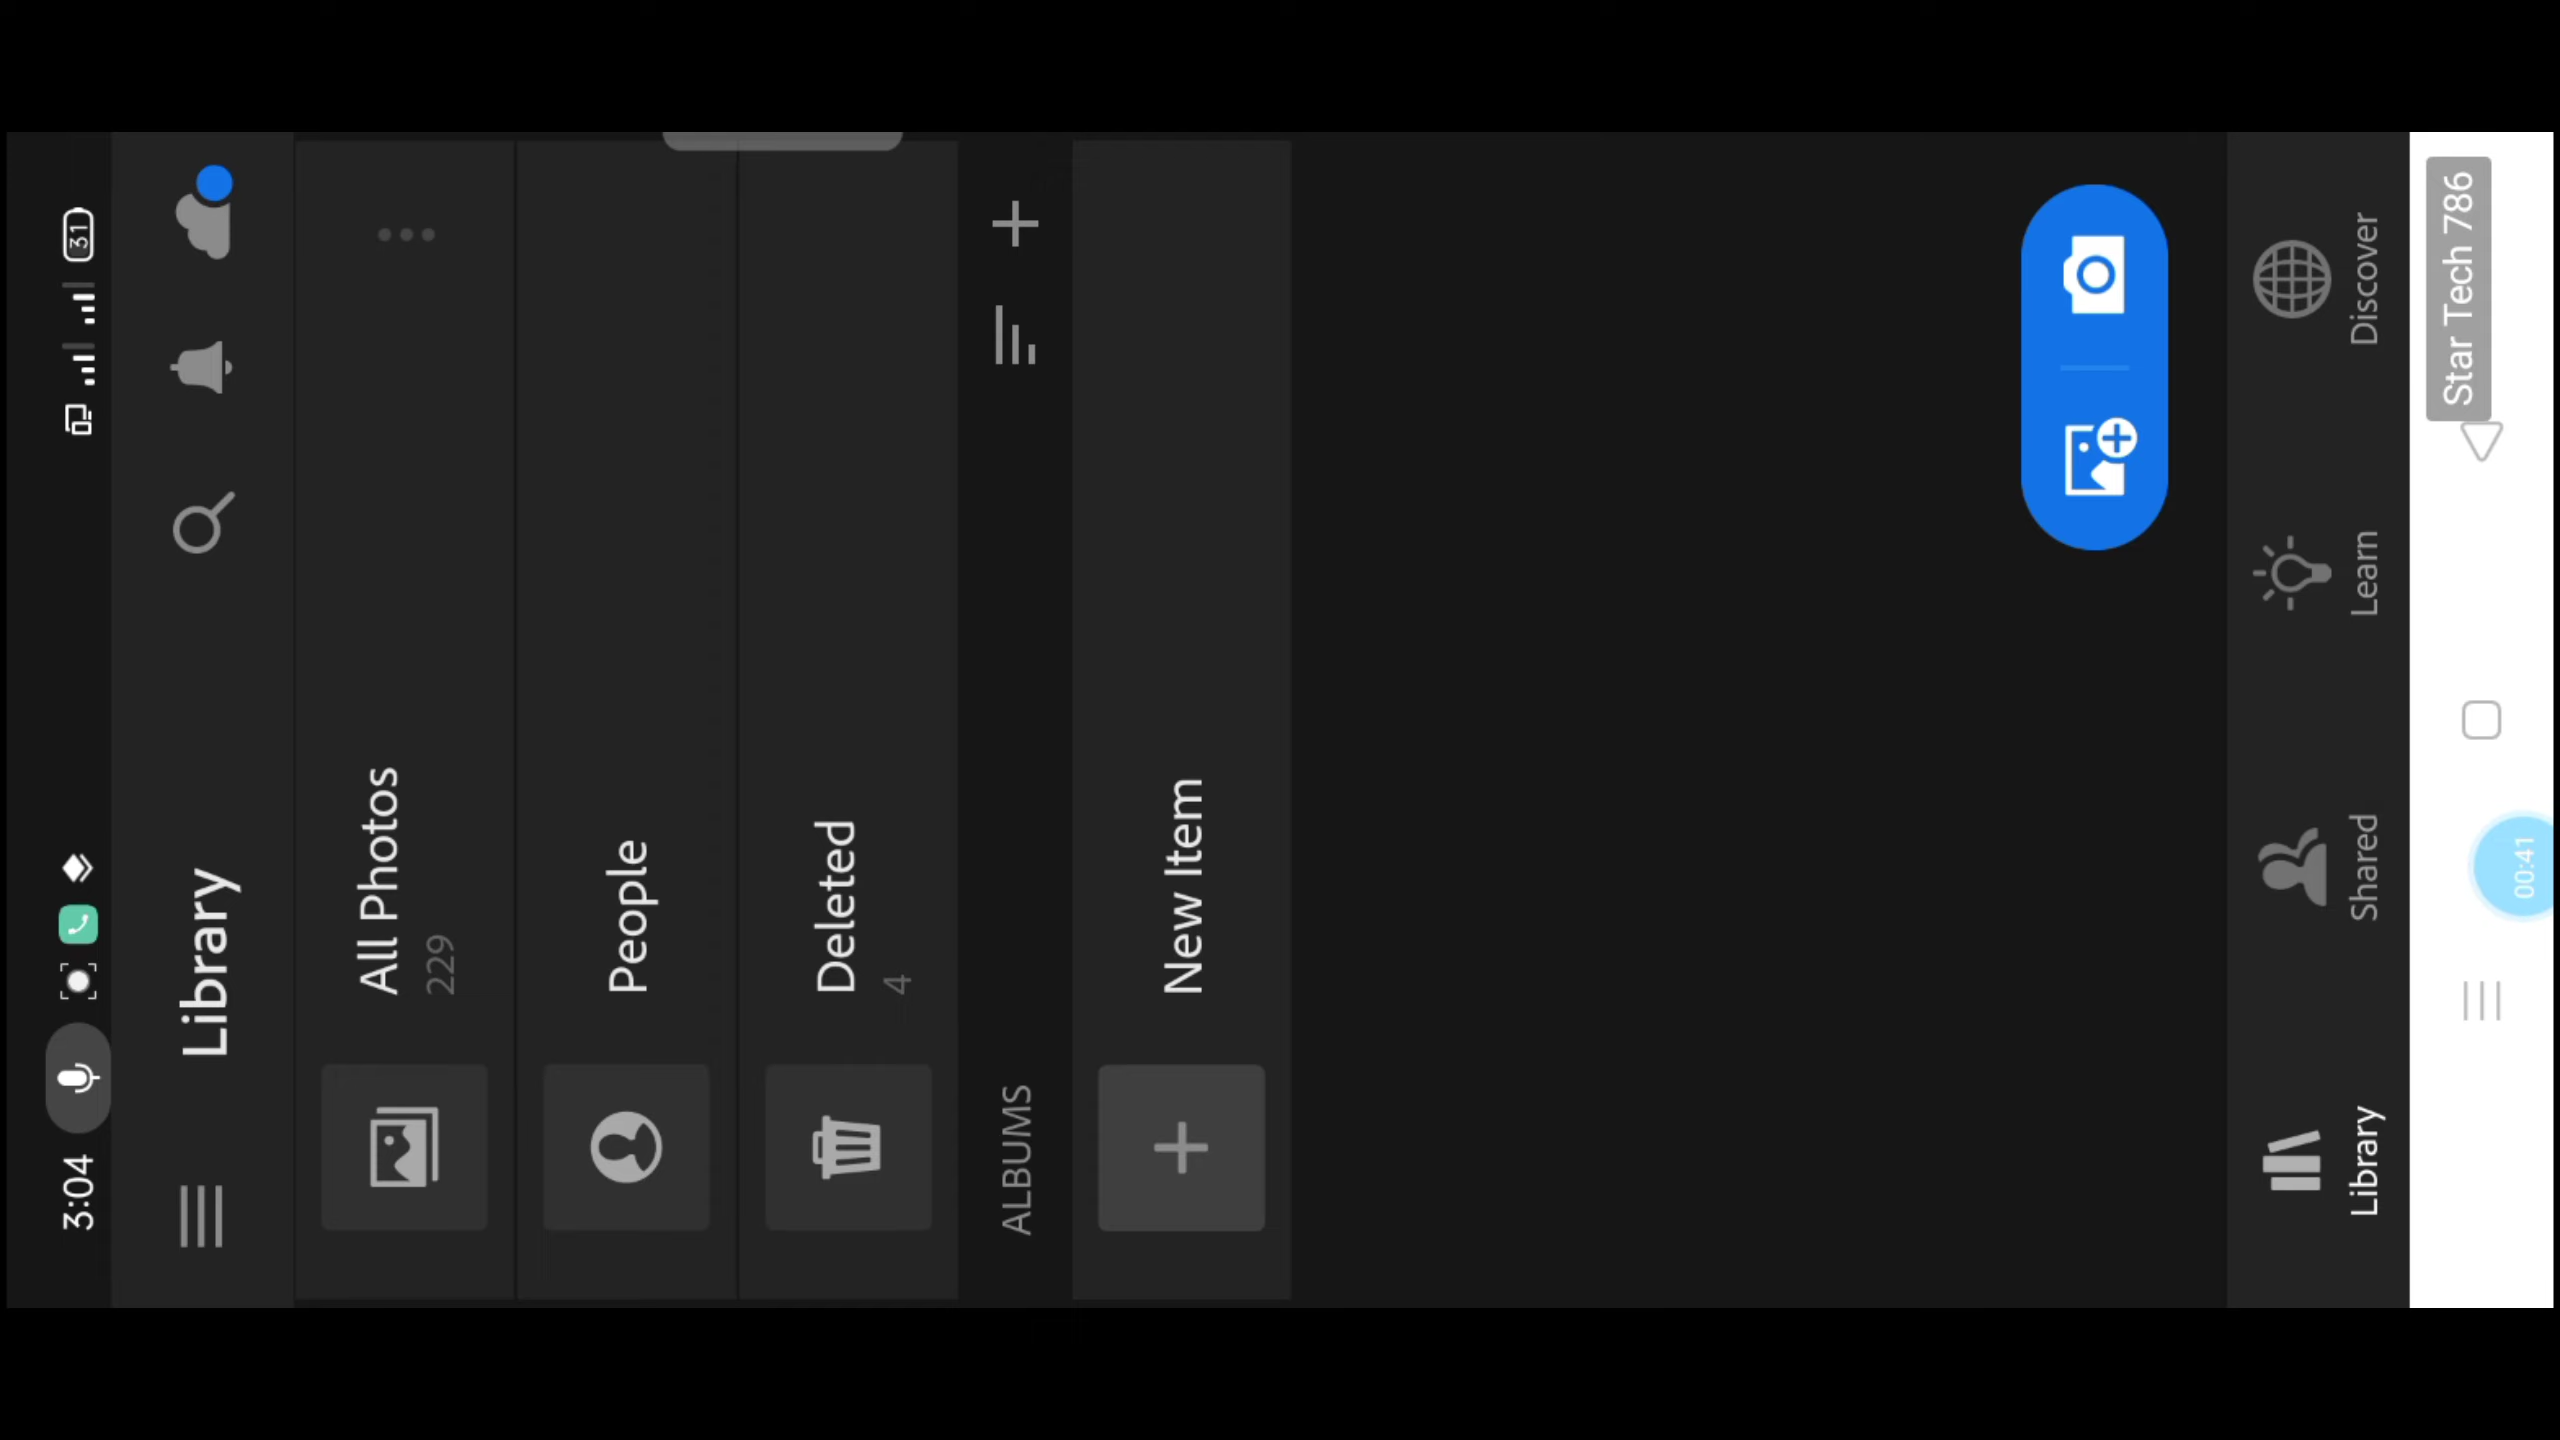 3:04
31
Library
All Photos
229
People
Deleted
4
ALBUMS
New Item
Library
Shared
Learn
Discover
00:41
Star Tech 786